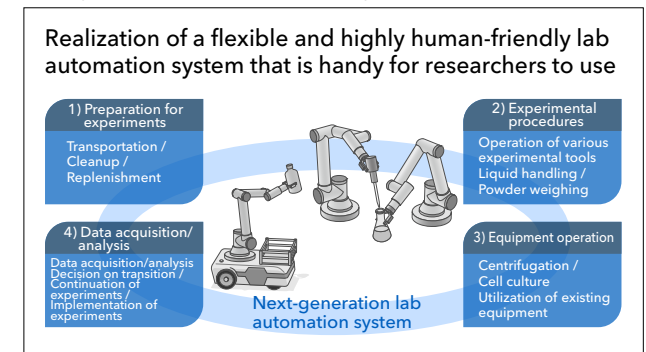 Realization of a flexible and highly human-friendly lab
automation system that is handy for researchers to use
1) Preparation for
experiments
Transportation /
Cleanup /
Replenishment
2) Experimental
procedures
Operation of various
experimental tools
Liquid handling /
Powder weighing
3) Equipment operation
Centrifugation /
Cell culture
Utilization of existing
equipment
4) Data acquisition/
analysis
Data acquisition/analysis
Decision on transition /
Continuation of
experiments /
Implementation of
experiments
Next-generation lab
automation system